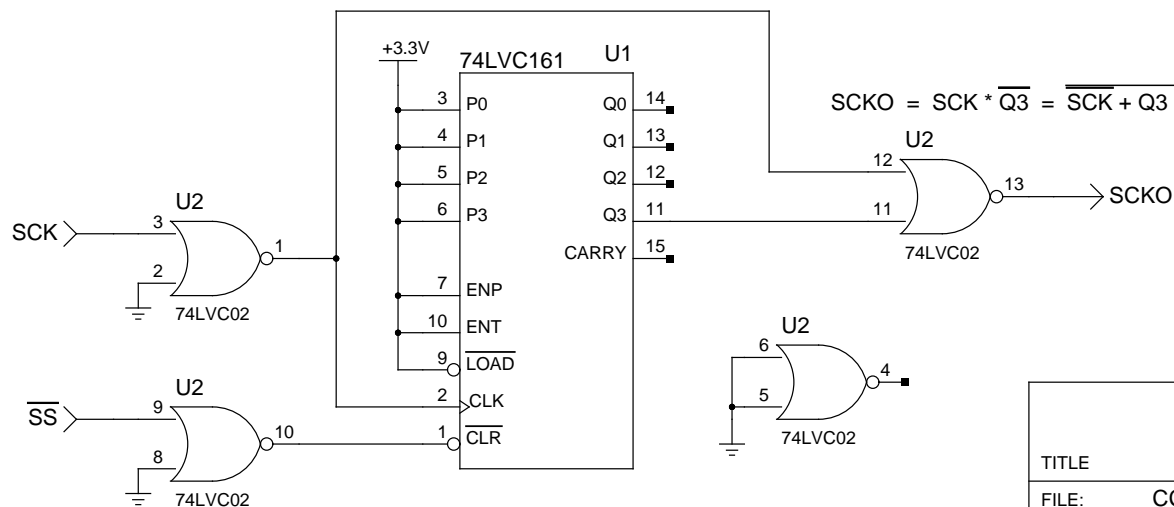 +3.3V
74LVC161
U1
3
P0
Q0
14
4
P1
Q1
13
5
P2
Q2
12
6
P3
Q3
11
CARRY
15
7
ENP
10
ENT
9
LOAD
2
CLK
1
CLR
SCK
3
2
U2
1
74LVC02
SS
9
8
U2
10
74LVC02
SCKO = SCK * Q3 = SCK + Q3
U2
12
11
13
SCKO
74LVC02
U2
6
5
4
74LVC02
TITLE
FILE: